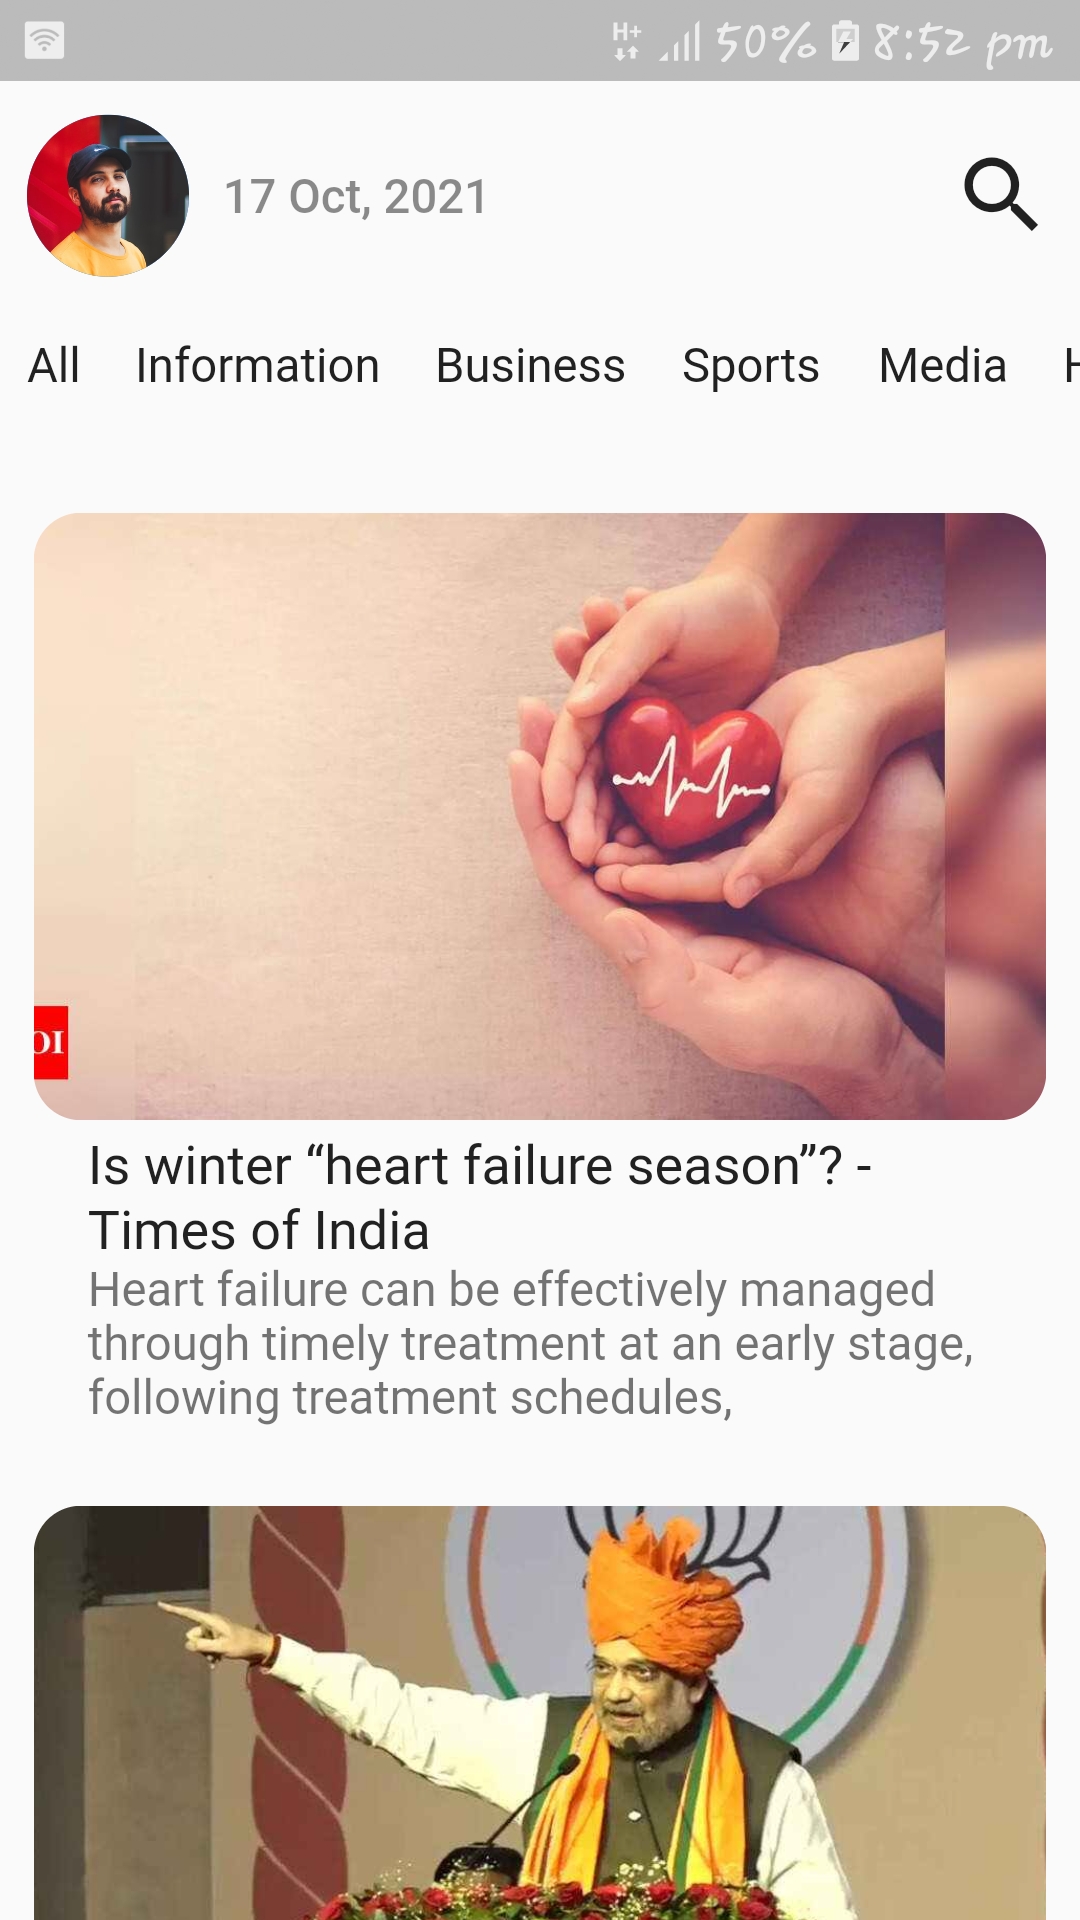 H+ 50% 8:52 pm
17 Oct, 2021
All Information Business Sports Media H
OI
Is winter “heart failure season”? -
Times of India
Heart failure can be effectively managed
through timely treatment at an early stage,
following treatment schedules,